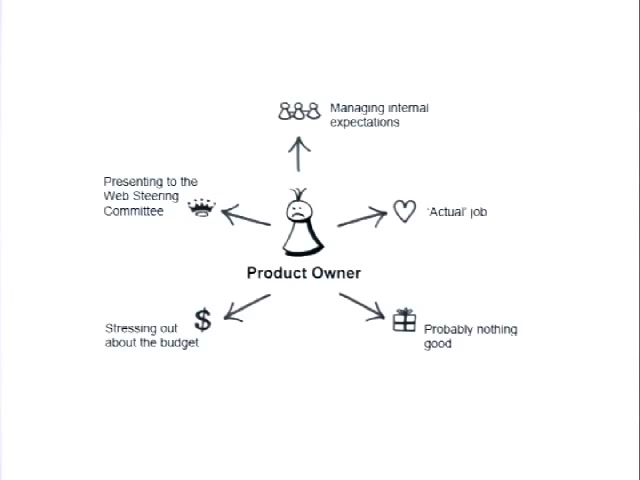 Managing internal
expectations
Presenting to the
Web Steering
Committee
'Actual' job
Product Owner
$
Stressing out
about the budget
Probably nothing
good